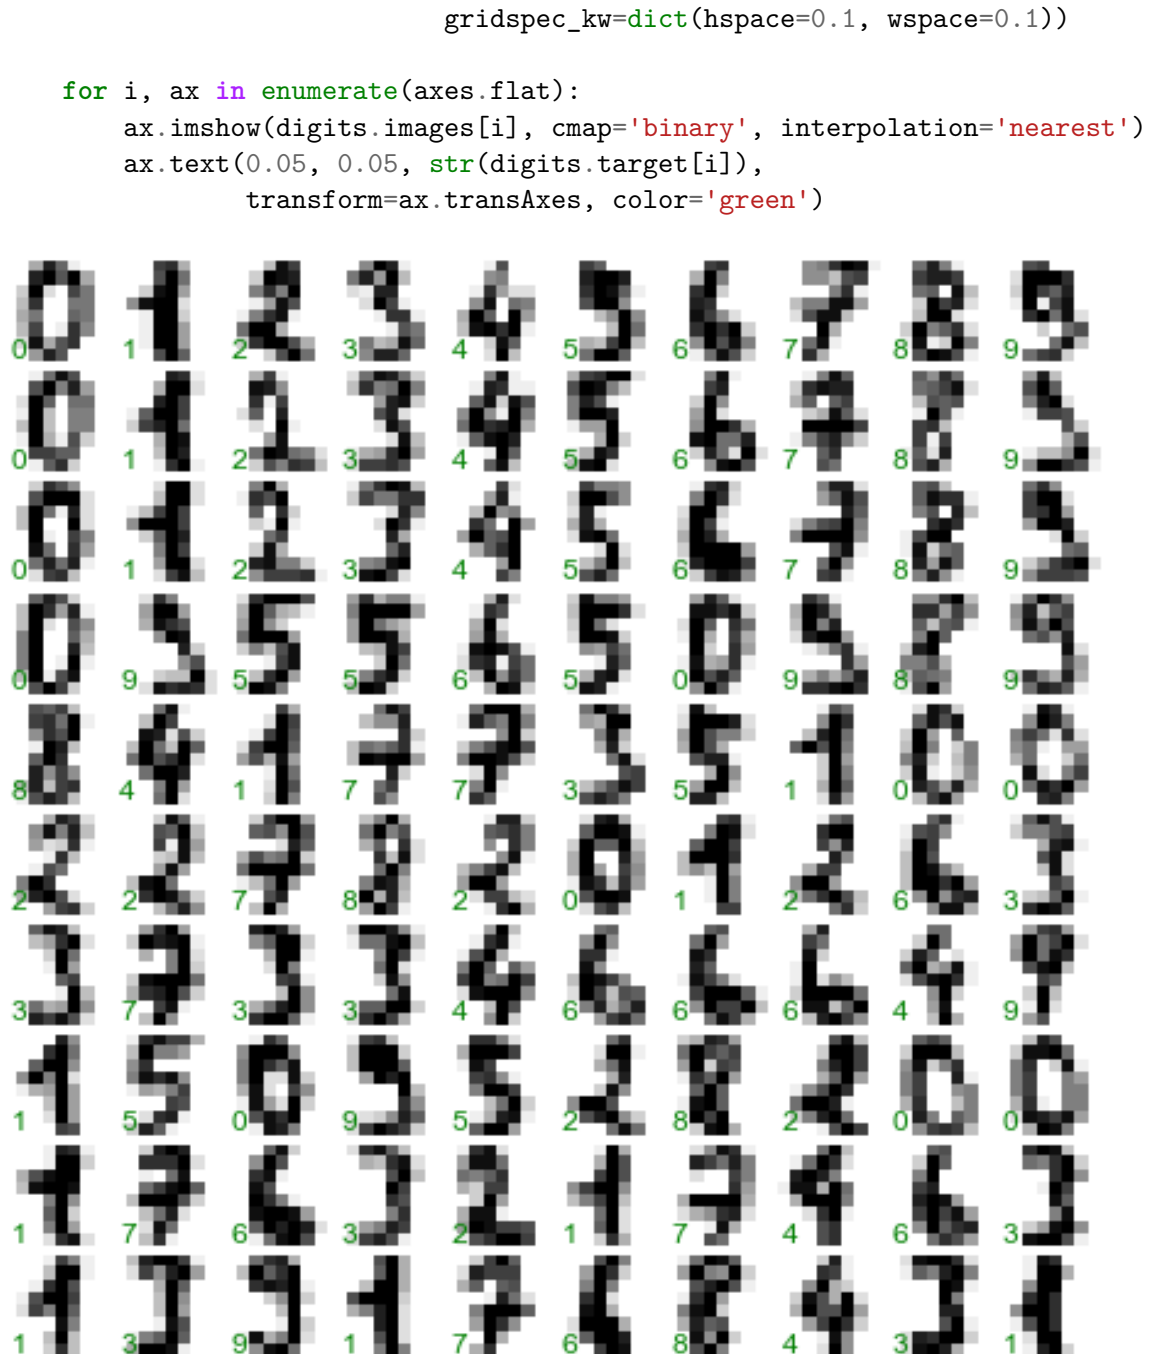 gridspec_kw=dict(hspace=0.1, wspace=0.1))
for i, ax in enumerate(axes.flat):
ax.imshow(digits.images[i], cmap='binary', interpolation='nearest')
ax.text(0.05, 0.05, str(digits.target[i]),
transform=ax.transAxes, color='green')
0 1 2 3 4 5 6 7 8 9
0 1 2 3 4 5 6 7 8 9
0 1 2 3 4 5 6 7 8 9
0 9 5 5 6 5 0 9 8 9
8 4 1 7 7 3 5 1 0 0
2 2 7 8 2 0 1 2 6 3
3 7 3 3 4 6 6 6 4 9
1 5 0 9 5 2 8 2 0 0
1 7 6 3 2 1 7 4 6 3
1 3 9 1 7 6 8 4 3 1